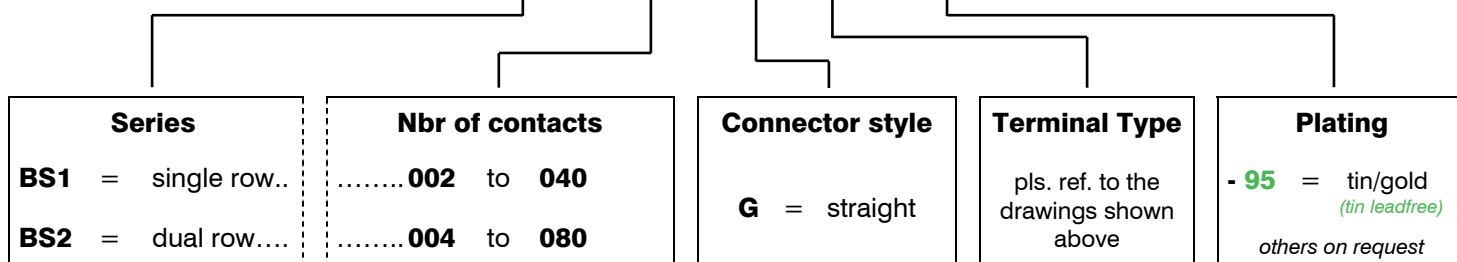 Series
BS1 = single row..
BS2 = dual row....
Nbr of contacts
........ 002 to 040
........ 004 to 080
Connector style
G = straight
Terminal Type
pls. ref. to the
drawings shown
above
Plating
- 95 = tin/gold
(tin leadfree)
others on request